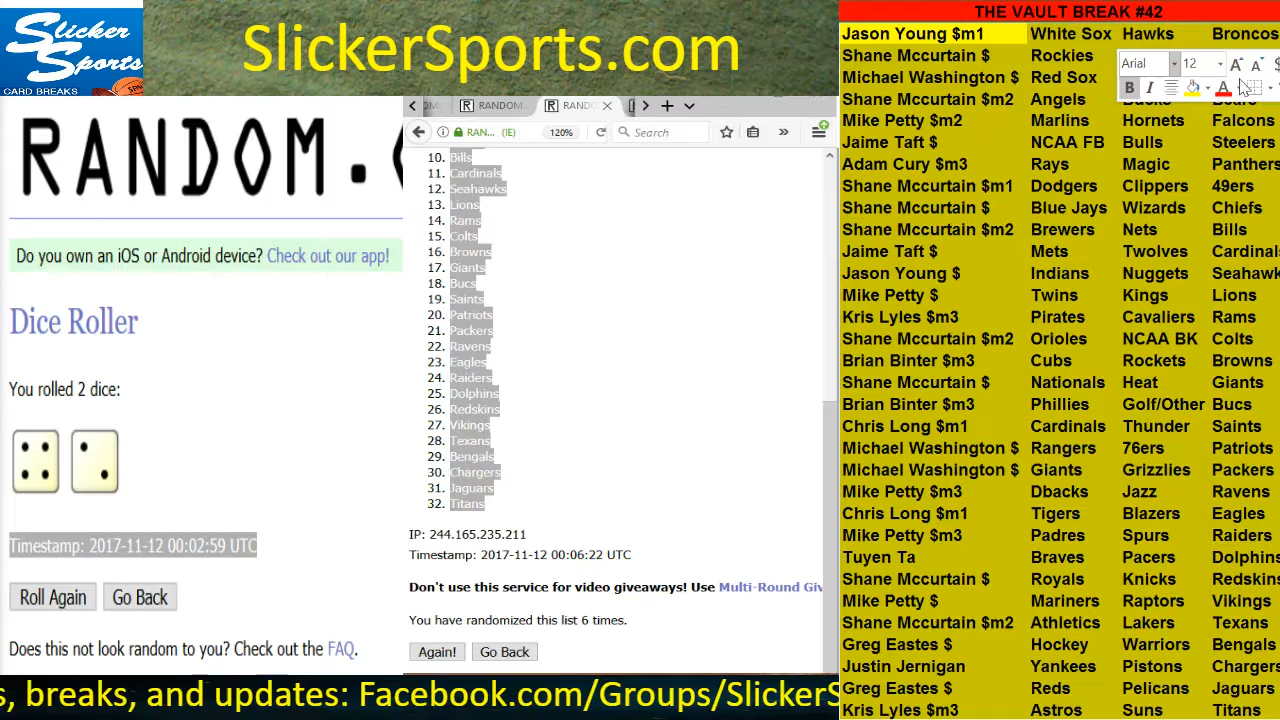 Slicker
Sports
CARD BREAKS
SlickerSports.com
RANDOM.
Do you own an iOS or Android device? Check out our app!
Dice Roller
You rolled 2 dice:
Timestamp: 2017-11-12 00:02:59 UTC
Roll Again
Go Back
Does this not look random to you? Check out the FAQ.
RANDOM
RANDO
RAN... (IE)
120%
Search
10. Bills
11. Cardinals
12. Seahawks
13. Lions
14. Rams
15. Colts
16. Browns
17. Giants
18. Bucs
19. Saints
20. Patriots
21. Packers
22. Ravens
23. Eagles
24. Raiders
25. Dolphins
26. Redskins
27. Vikings
28. Texans
29. Bengals
30. Chargers
31. Jaguars
32. Titans
IP: 244.165.235.211
Timestamp: 2017-11-12 00:06:22 UTC
Don't use this service for video giveaways! Use Multi-Round Giv
You have randomized this list 6 times.
Again!
Go Back
THE VAULT BREAK #42
Jason Young $m1 White Sox Hawks Broncos
Shane Mccurtain $ Rockies
Michael Washington $ Red Sox
Shane Mccurtain $m2 Angels Bucks Bears
Mike Petty $m2 Marlins Hornets Falcons
Jaime Taft $ NCAA FB Bulls Steelers
Adam Cury $m3 Rays Magic Panthers
Shane Mccurtain $m1 Dodgers Clippers 49ers
Shane Mccurtain $ Blue Jays Wizards Chiefs
Shane Mccurtain $m2 Brewers Nets Bills
Jaime Taft $ Mets Twolves Cardinals
Jason Young $ Indians Nuggets Seahawk
Mike Petty $ Twins Kings Lions
Kris Lyles $m3 Pirates Cavaliers Rams
Shane Mccurtain $m2 Orioles NCAA BK Colts
Brian Binter $m3 Cubs Rockets Browns
Shane Mccurtain $ Nationals Heat Giants
Brian Binter $m3 Phillies Golf/Other Bucs
Chris Long $m1 Cardinals Thunder Saints
Michael Washington $ Rangers 76ers Patriots
Michael Washington $ Giants Grizzlies Packers
Mike Petty $m3 Dbacks Jazz Ravens
Chris Long $m1 Tigers Blazers Eagles
Mike Petty $m3 Padres Spurs Raiders
Tuyen Ta Braves Pacers Dolphins
Shane Mccurtain $ Royals Knicks Redskins
Mike Petty $ Mariners Raptors Vikings
Shane Mccurtain $m2 Athletics Lakers Texans
Greg Eastes $ Hockey Warriors Bengals
Justin Jernigan Yankees Pistons Chargers
Greg Eastes $ Reds Pelicans Jaguars
Kris Lyles $m3 Astros Suns Titans
Arial 12
B I A
s, breaks, and updates: Facebook.com/Groups/SlickerS